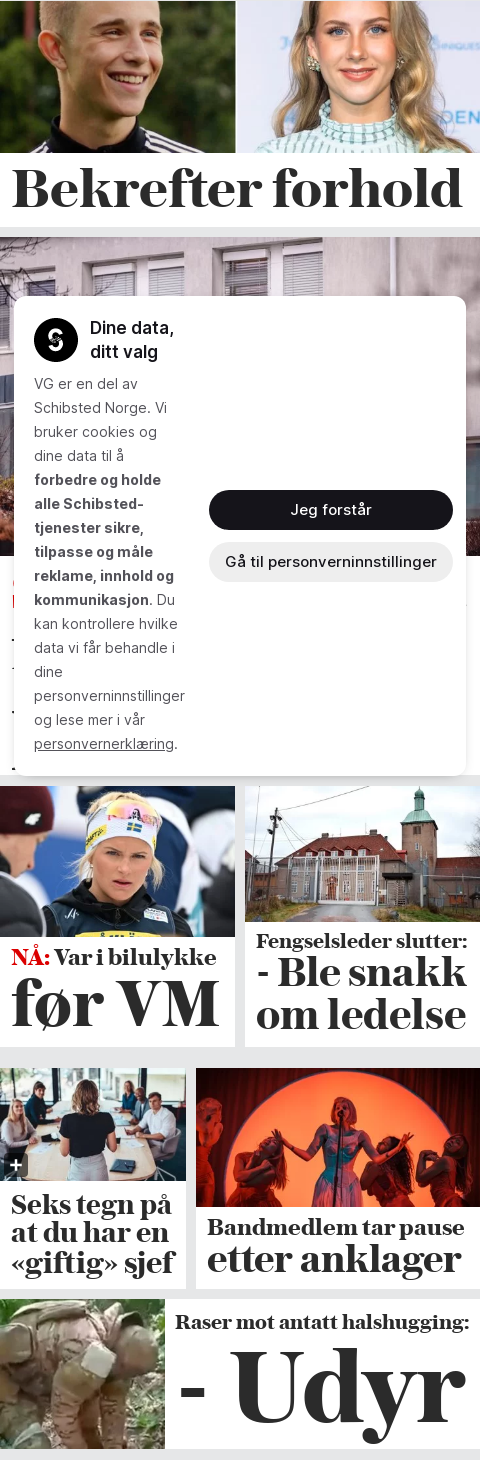 Bekrefter forhold
Dine data,
ditt valg
VG er en del av
Schibsted Norge. Vi
bruker cookies og
dine data til å
forbedre og holde
alle Schibsted-
tjenester sikre,
tilpasse og måle
reklame, innhold og
kommunikasjon. Du
kan kontrollere hvilke
data vi får behandle i
dine
personverninnstillinger
og lese mer i vår
personvernerklæring.
Jeg forstår
Gå til personverninnstillinger
NÅ: Var i bilulykke
før VM
Fengselsleder slutter:
- Ble snakk
om ledelse
Seks tegn på
at du har en
«giftig» sjef
Bandmedlem tar pause
etter anklager
Raser mot antatt halshugging:
- Udyr